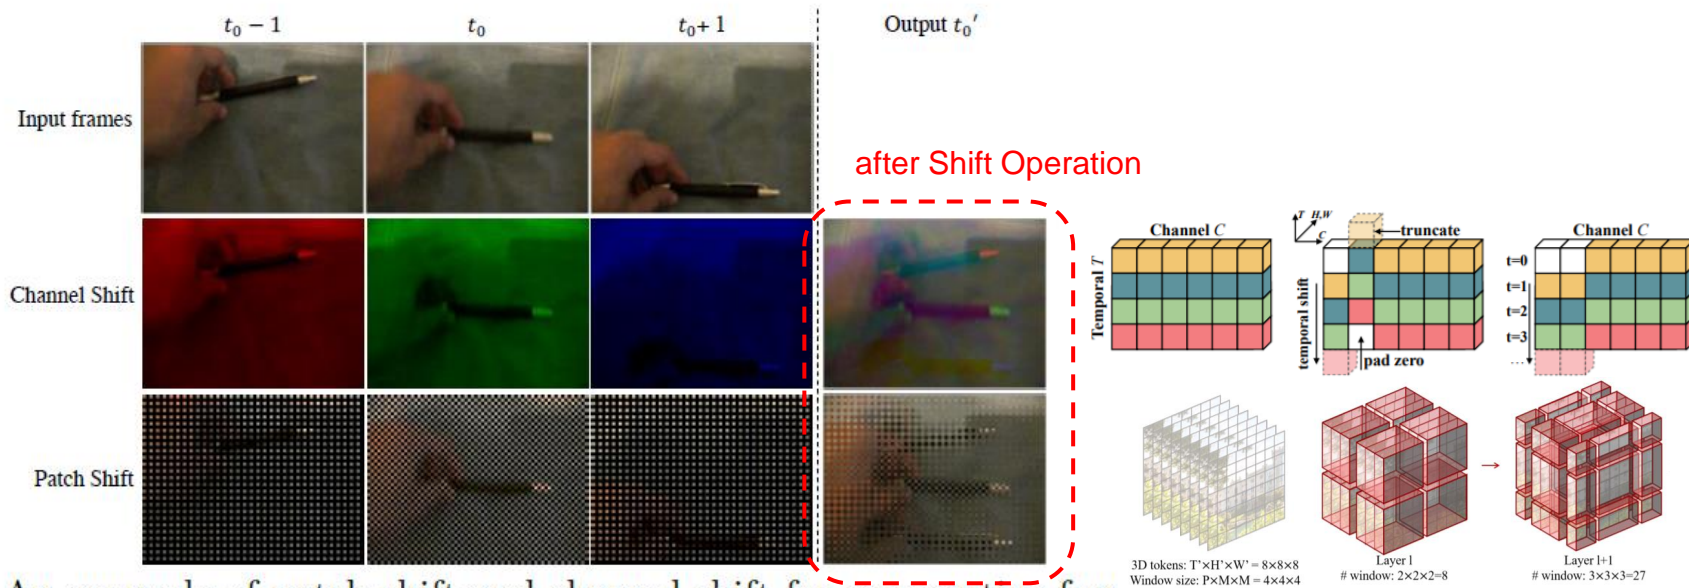 t₀ − 1
t₀
t₀+ 1
Output t₀′
Input frames
after Shift Operation
Channel Shift
Patch Shift
Channel C
Temporal T
T H,W
C
truncate
temporal shift
pad zero
Channel C
t=0
t=1
t=2
t=3
3D tokens: T'×H'×W' = 8×8×8
Window size: P×M×M = 4×4×4
Layer l
# window: 2×2×2=8
Layer l+1
# window: 3×3×3=27